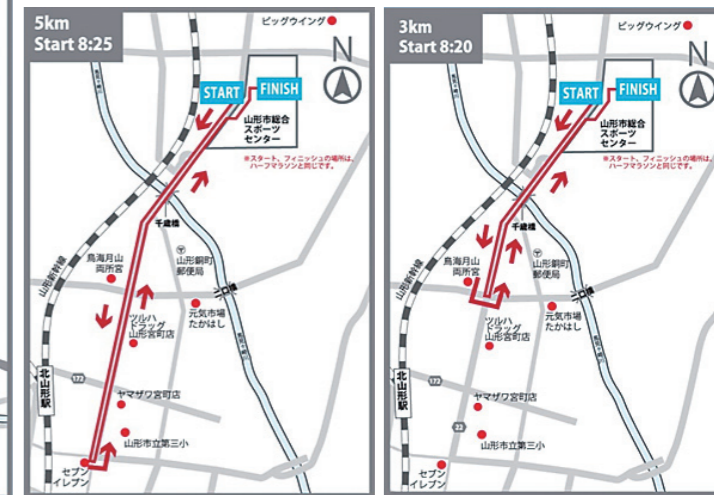 5km
Start 8:25
ビッグウイング
N
START
FINISH
山形市総合
スポーツ
センター
※スタート、フィニッシュの場所は、
ハーフマラソンと同じです。
千歳橋
山形銅町
郵便局
鳥海月山
両所宮
山形新幹線
元気市場
たかはし
ツルハ
ドラッグ
山形宮町店
北山形駅
172
ヤマザワ宮町店
山形市立第三小
セブン
イレブン
3km
Start 8:20
ビッグウイング
N
START
FINISH
山形市総合
スポーツ
センター
※スタート、フィニッシュの場所は、
ハーフマラソンと同じです。
千歳橋
山形銅町
郵便局
鳥海月山
両所宮
山形新幹線
元気市場
たかはし
ツルハ
ドラッグ
山形宮町店
北山形駅
172
ヤマザワ宮町店
22
山形市立第三小
セブン
イレブン